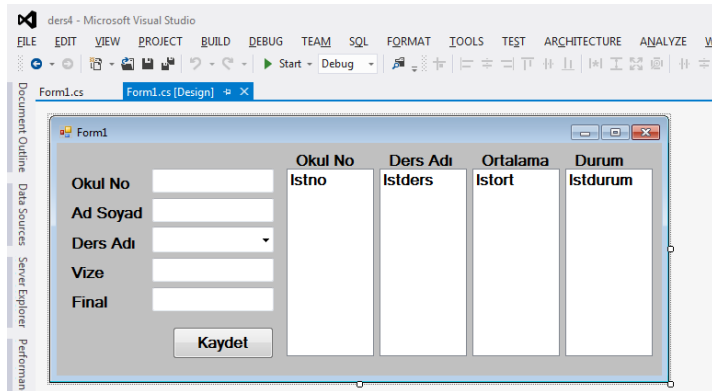 ders4 - Microsoft Visual Studio
FILE EDIT VIEW PROJECT BUILD DEBUG TEAM SQL FORMAT TOOLS TEST ARCHITECTURE ANALYZE W
Start Debug
Form1.cs Form1.cs [Design]
Document Outline
Data Sources
Server Explorer
Performan
Form1
Okul No Ders Adı Ortalama Durum
Okul No lstno lstders lstort lstdurum
Ad Soyad
Ders Adı
Vize
Final
Kaydet